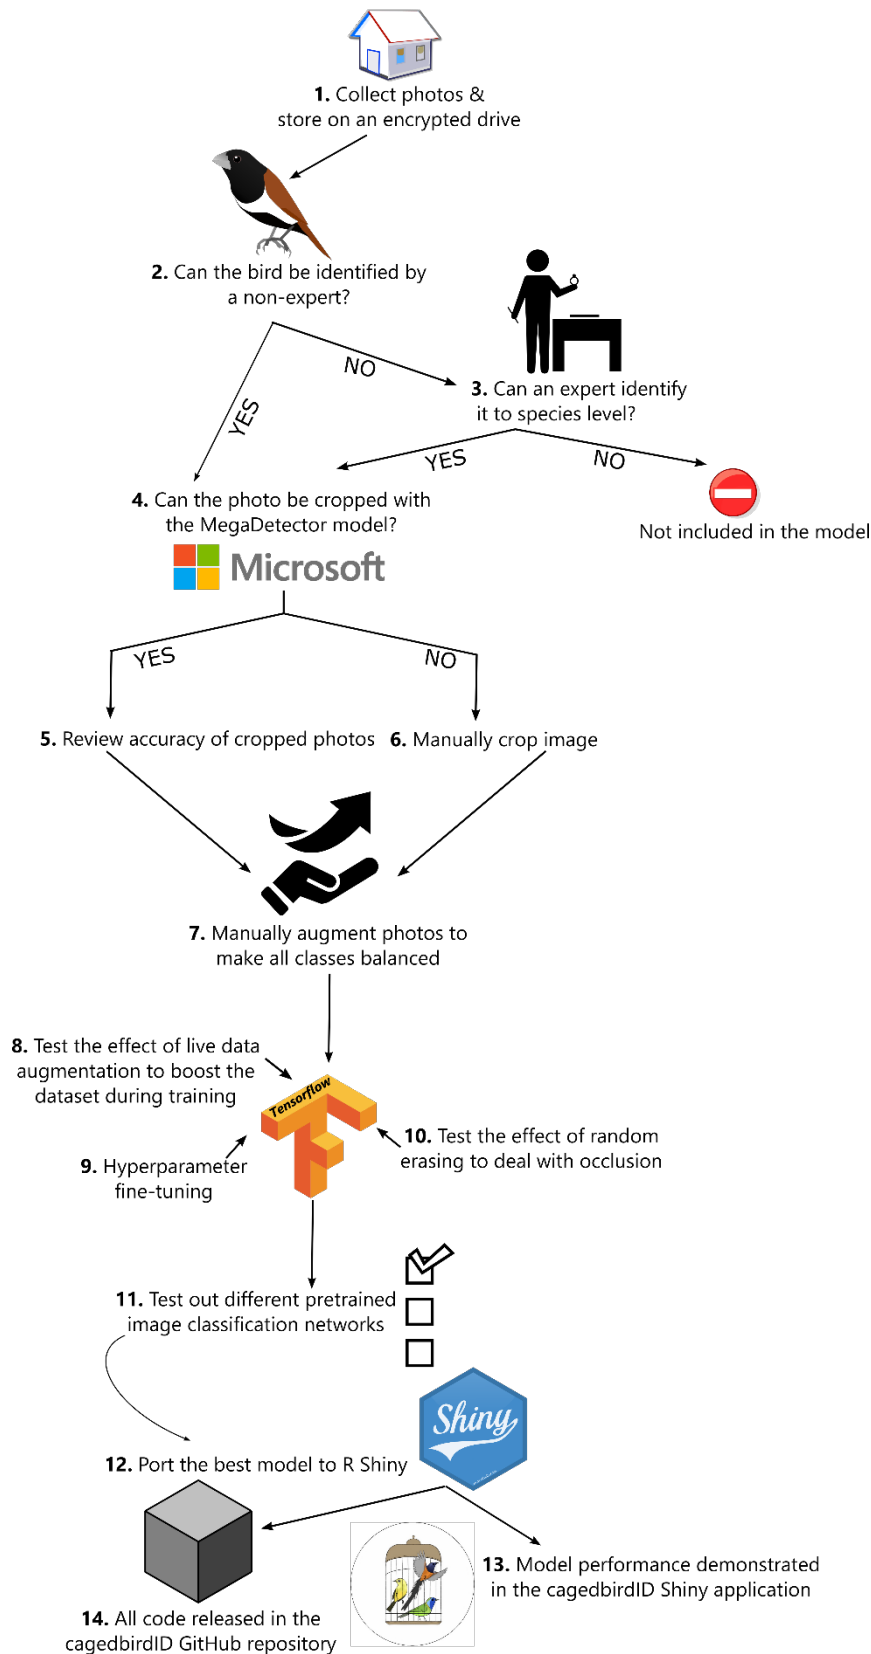 1. Collect photos &
store on an encrypted drive
2. Can the bird be identified by
a non-expert?
NO
YES
3. Can an expert identify
it to species level?
YES
NO
4. Can the photo be cropped with
the MegaDetector model?
Not included in the model
Microsoft
YES
NO
5. Review accuracy of cropped photos
6. Manually crop image
7. Manually augment photos to
make all classes balanced
8. Test the effect of live data
augmentation to boost the
dataset during training
Tensorflow
9. Hyperparameter
fine-tuning
10. Test the effect of random
erasing to deal with occlusion
11. Test out different pretrained
image classification networks
Shiny
12. Port the best model to R Shiny
13. Model performance demonstrated
in the cagedbirdID Shiny application
14. All code released in the
cagedbirdID GitHub repository